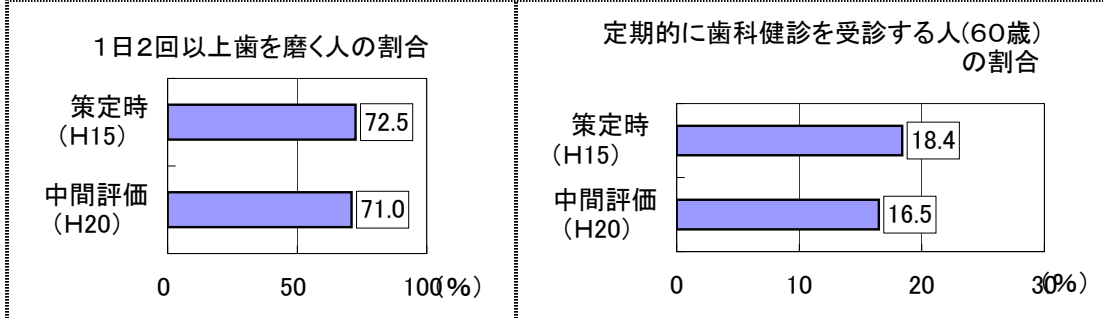 1日2回以上歯を磨く人の割合
策定時
(H15)
72.5
中間評価
(H20)
71.0
0 50 100(%)
定期的に歯科健診を受診する人(60歳)
の割合
策定時
(H15)
18.4
中間評価
(H20)
16.5
0 10 20 30(%)